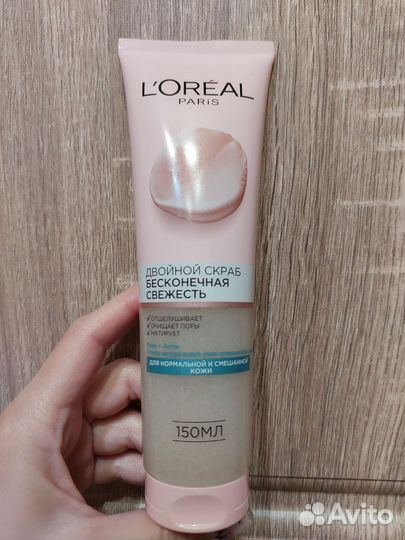 L'ORÉAL
PARIS
ДВОЙНОЙ СКРАБ
БЕСКОНЕЧНАЯ
СВЕЖЕСТЬ
✓ ОТШЕЛУШИВАЕТ
✓ ОЧИЩАЕТ ПОРЫ
✓ МАТИРУЕТ
ДЛЯ НОРМАЛЬНОЙ И СМЕШАННОЙ
КОЖИ
150МЛ
Avito